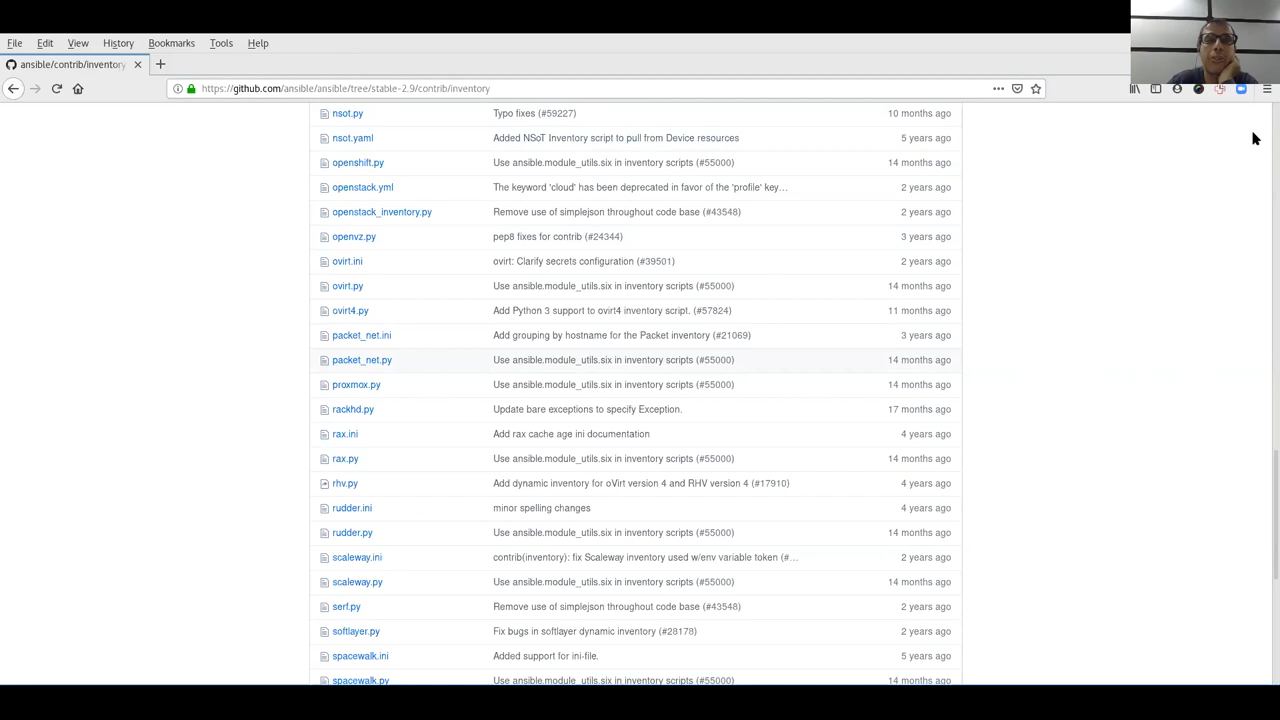 File Edit View History Bookmarks Tools Help
ansible/contrib/inventory
https://github.com/ansible/ansible/tree/stable-2.9/contrib/inventory
nsot.py Typo fixes (#59227) 10 months ago
nsot.yaml Added NSoT Inventory script to pull from Device resources 5 years ago
openshift.py Use ansible.module_utils.six in inventory scripts (#55000) 14 months ago
openstack.yml The keyword 'cloud' has been deprecated in favor of the 'profile' key… 2 years ago
openstack_inventory.py Remove use of simplejson throughout code base (#43548) 2 years ago
openvz.py pep8 fixes for contrib (#24344) 3 years ago
ovirt.ini ovirt: Clarify secrets configuration (#39501) 2 years ago
ovirt.py Use ansible.module_utils.six in inventory scripts (#55000) 14 months ago
ovirt4.py Add Python 3 support to ovirt4 inventory script. (#57824) 11 months ago
packet_net.ini Add grouping by hostname for the Packet inventory (#21069) 3 years ago
packet_net.py Use ansible.module_utils.six in inventory scripts (#55000) 14 months ago
proxmox.py Use ansible.module_utils.six in inventory scripts (#55000) 14 months ago
rackhd.py Update bare exceptions to specify Exception. 17 months ago
rax.ini Add rax cache age ini documentation 4 years ago
rax.py Use ansible.module_utils.six in inventory scripts (#55000) 14 months ago
rhv.py Add dynamic inventory for oVirt version 4 and RHV version 4 (#17910) 4 years ago
rudder.ini minor spelling changes 4 years ago
rudder.py Use ansible.module_utils.six in inventory scripts (#55000) 14 months ago
scaleway.ini contrib(inventory): fix Scaleway inventory used w/env variable token (#… 2 years ago
scaleway.py Use ansible.module_utils.six in inventory scripts (#55000) 14 months ago
serf.py Remove use of simplejson throughout code base (#43548) 2 years ago
softlayer.py Fix bugs in softlayer dynamic inventory (#28178) 2 years ago
spacewalk.ini Added support for ini-file. 5 years ago
spacewalk.py Use ansible.module_utils.six in inventory scripts (#55000) 14 months ago